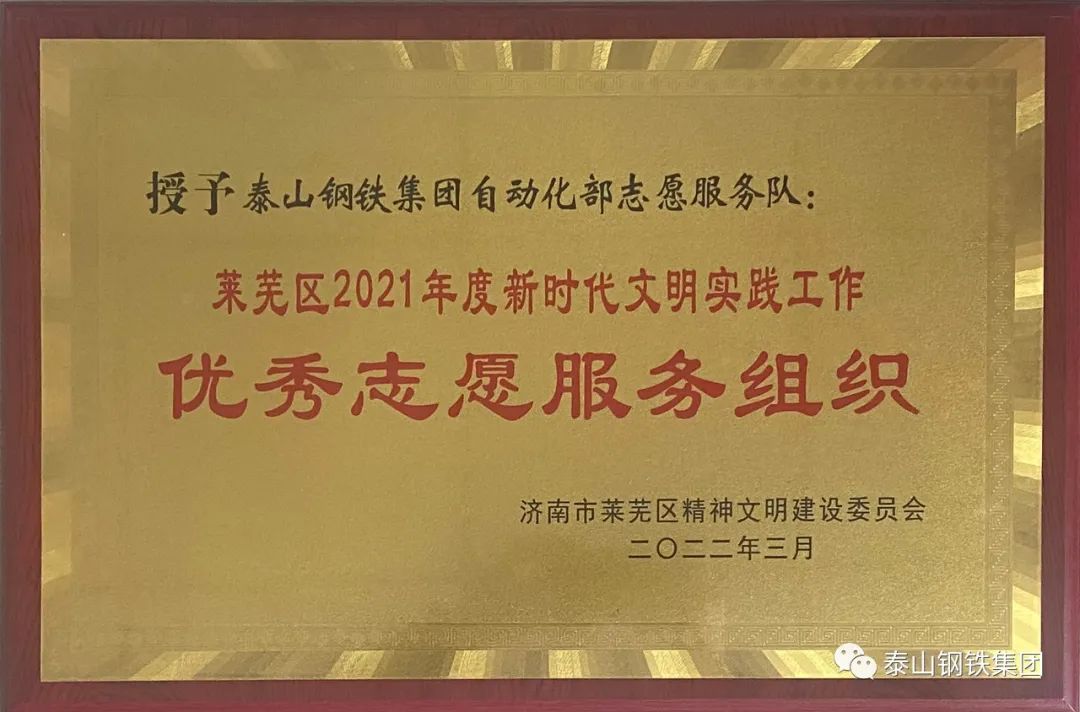 授予泰山钢铁集团自动化部志愿服务队：
莱芜区2021年度新时代文明实践工作
优秀志愿服务组织
济南市莱芜区精神文明建设委员会
二〇二二年三月
泰山钢铁集团